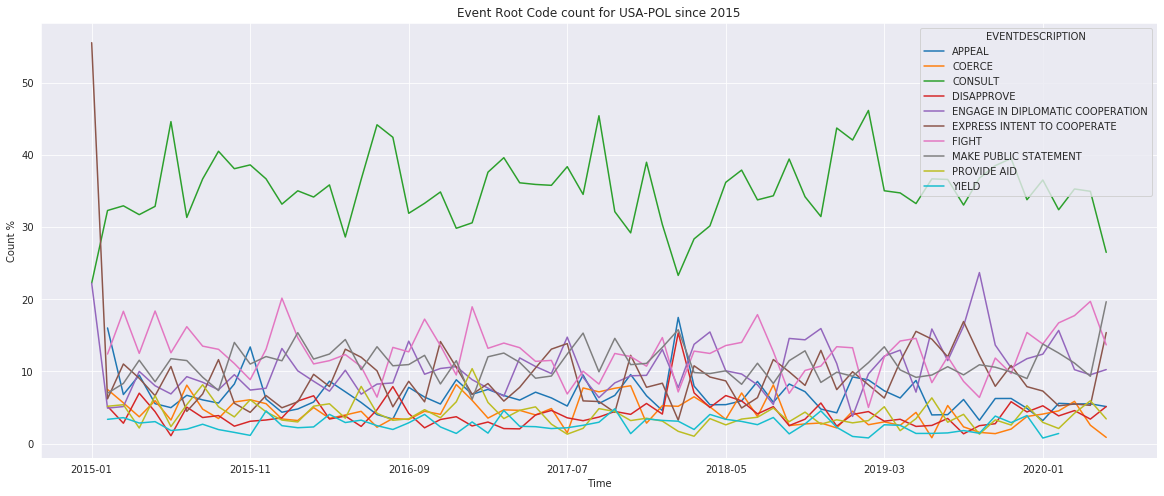 Event Root Code count for USA-POL since 2015
EVENTDESCRIPTION
APPEAL
COERCE
CONSULT
DISAPPROVE
ENGAGE IN DIPLOMATIC COOPERATION
EXPRESS INTENT TO COOPERATE
FIGHT
MAKE PUBLIC STATEMENT
PROVIDE AID
YIELD
Count %
50
40
30
20
10
0
2015-01
2015-11
2016-09
2017-07
2018-05
2019-03
2020-01
Time